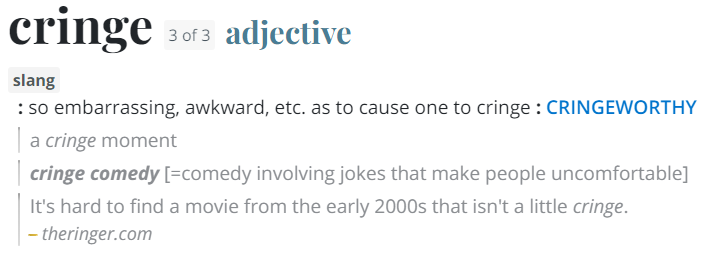 cringe 3 of 3 adjective
slang
: so embarrassing, awkward, etc. as to cause one to cringe : CRINGEWORTHY
a cringe moment
cringe comedy [=comedy involving jokes that make people uncomfortable]
It's hard to find a movie from the early 2000s that isn't a little cringe.
– theringer.com